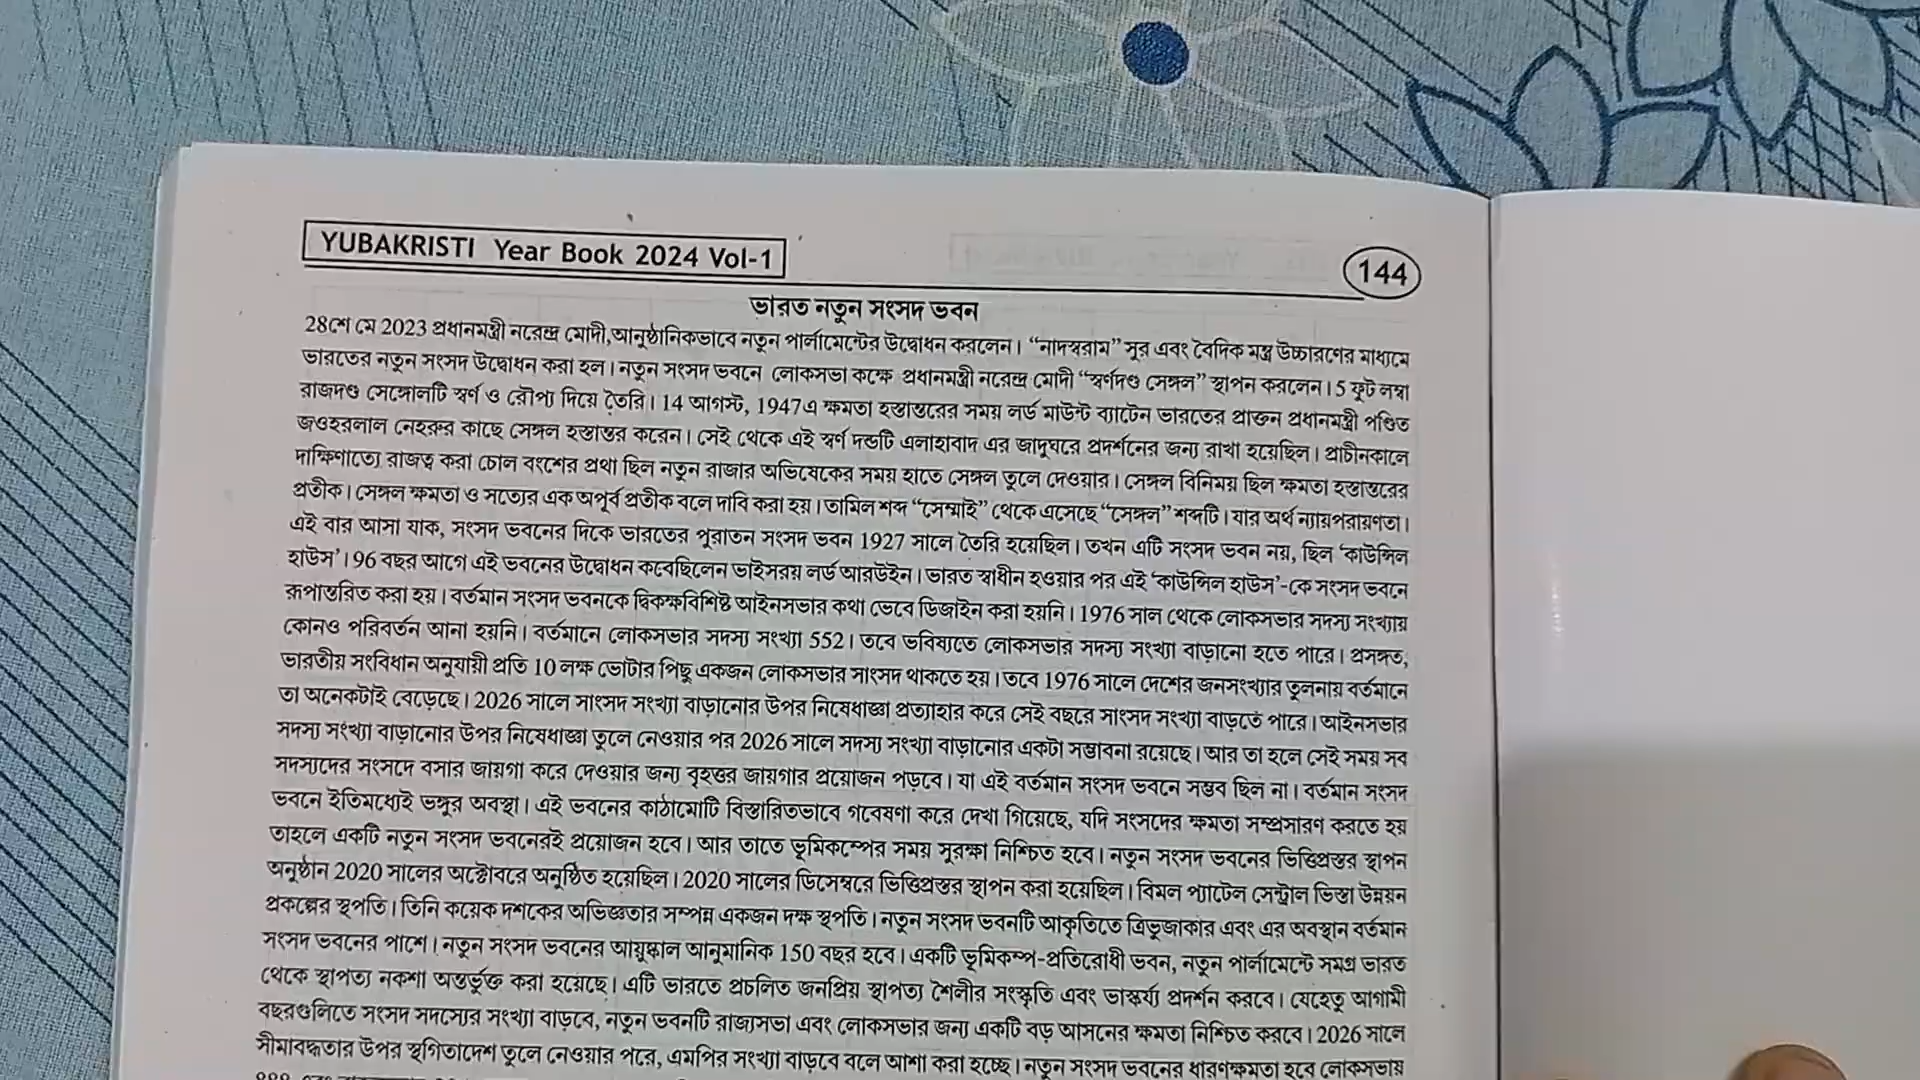 YUBAKRISTI Year Book 2024 Vol-1
144
ভারত নতুন সংসদ ভবন
28শে মে 2023 প্রধানমন্ত্রী নরেন্দ্র মোদী,আনুষ্ঠানিকভাবে নতুন পার্লামেন্টের উদ্বোধন করলেন। “নাদস্বরাম” সুর এবং বৈদিক মন্ত্র উচ্চারণের মাধ্যমে
ভারতের নতুন সংসদ উদ্বোধন করা হল। নতুন সংসদ ভবনে লোকসভা কক্ষে প্রধানমন্ত্রী নরেন্দ্র মোদী “স্বর্ণদণ্ড সেঙ্গল” স্থাপন করলেন। 5 ফুট লম্বা
রাজদণ্ড সেঙ্গোলটি স্বর্ণ ও রৌপ্য দিয়ে তৈরি। 14 আগস্ট, 1947এ ক্ষমতা হস্তান্তরের সময় লর্ড মাউন্ট ব্যাটেন ভারতের প্রাক্তন প্রধানমন্ত্রী পণ্ডিত
জওহরলাল নেহরুর কাছে সেঙ্গল হস্তান্তর করেন। সেই থেকে এই স্বর্ণ দন্ডটি এলাহাবাদ এর জাদুঘরে প্রদর্শনের জন্য রাখা হয়েছিল। প্রাচীনকালে
দাক্ষিণাত্যে রাজত্ব করা চোল বংশের প্রথা ছিল নতুন রাজার অভিষেকের সময় হাতে সেঙ্গল তুলে দেওয়ার। সেঙ্গল বিনিময় ছিল ক্ষমতা হস্তান্তরের
প্রতীক। সেঙ্গল ক্ষমতা ও সত্যের এক অপূর্ব প্রতীক বলে দাবি করা হয়। তামিল শব্দ “সেম্মাই” থেকে এসেছে “সেঙ্গল” শব্দটি। যার অর্থ ন্যায়পরায়ণতা।
এই বার আসা যাক, সংসদ ভবনের দিকে ভারতের পুরাতন সংসদ ভবন 1927 সালে তৈরি হয়েছিল। তখন এটি সংসদ ভবন নয়, ছিল ‘কাউন্সিল
হাউস’। 96 বছর আগে এই ভবনের উদ্বোধন কবেছিলেন ভাইসরয় লর্ড আরউইন। ভারত স্বাধীন হওয়ার পর এই ‘কাউন্সিল হাউস’-কে সংসদ ভবনে
রূপান্তরিত করা হয়। বর্তমান সংসদ ভবনকে দ্বিকক্ষবিশিষ্ট আইনসভার কথা ভেবে ডিজাইন করা হয়নি। 1976 সাল থেকে লোকসভার সদস্য সংখ্যায়
কোনও পরিবর্তন আনা হয়নি। বর্তমানে লোকসভার সদস্য সংখ্যা 552। তবে ভবিষ্যতে লোকসভার সদস্য সংখ্যা বাড়ানো হতে পারে। প্রসঙ্গত,
ভারতীয় সংবিধান অনুযায়ী প্রতি 10 লক্ষ ভোটার পিছু একজন লোকসভার সাংসদ থাকতে হয়। তবে 1976 সালে দেশের জনসংখ্যার তুলনায় বর্তমানে
তা অনেকটাই বেড়েছে। 2026 সালে সাংসদ সংখ্যা বাড়ানোর উপর নিষেধাজ্ঞা প্রত্যাহার করে সেই বছরে সাংসদ সংখ্যা বাড়তে পারে। আইনসভার
সদস্য সংখ্যা বাড়ানোর উপর নিষেধাজ্ঞা তুলে নেওয়ার পর 2026 সালে সদস্য সংখ্যা বাড়ানোর একটা সম্ভাবনা রয়েছে। আর তা হলে সেই সময় সব
সদস্যদের সংসদে বসার জায়গা করে দেওয়ার জন্য বৃহত্তর জায়গার প্রয়োজন পড়বে। যা এই বর্তমান সংসদ ভবনে সম্ভব ছিল না। বর্তমান সংসদ
ভবনে ইতিমধ্যেই ভঙ্গুর অবস্থা। এই ভবনের কাঠামোটি বিস্তারিতভাবে গবেষণা করে দেখা গিয়েছে, যদি সংসদের ক্ষমতা সম্প্রসারণ করতে হয়
তাহলে একটি নতুন সংসদ ভবনেরই প্রয়োজন হবে। আর তাতে ভূমিকম্পের সময় সুরক্ষা নিশ্চিত হবে। নতুন সংসদ ভবনের ভিত্তিপ্রস্তর স্থাপন
অনুষ্ঠান 2020 সালের অক্টোবরে অনুষ্ঠিত হয়েছিল। 2020 সালের ডিসেম্বরে ভিত্তিপ্রস্তর স্থাপন করা হয়েছিল। বিমল প্যাটেল সেন্ট্রাল ভিস্তা উন্নয়ন
প্রকল্পের স্থপতি। তিনি কয়েক দশকের অভিজ্ঞতার সম্পন্ন একজন দক্ষ স্থপতি। নতুন সংসদ ভবনটি আকৃতিতে ত্রিভুজাকার এবং এর অবস্থান বর্তমান
সংসদ ভবনের পাশে। নতুন সংসদ ভবনের আয়ুষ্কাল আনুমানিক 150 বছর হবে। একটি ভূমিকম্প-প্রতিরোধী ভবন, নতুন পার্লামেন্টে সমগ্র ভারত
থেকে স্থাপত্য নকশা অন্তর্ভুক্ত করা হয়েছে। এটি ভারতে প্রচলিত জনপ্রিয় স্থাপত্য শৈলীর সংস্কৃতি এবং ভাস্কর্য্য প্রদর্শন করবে। যেহেতু আগামী
বছরগুলিতে সংসদ সদস্যের সংখ্যা বাড়বে, নতুন ভবনটি রাজ্যসভা এবং লোকসভার জন্য একটি বড় আসনের ক্ষমতা নিশ্চিত করবে। 2026 সালে
সীমাবদ্ধতার উপর স্থগিতাদেশ তুলে নেওয়ার পরে, এমপির সংখ্যা বাড়বে বলে আশা করা হচ্ছে। নতুন সংসদ ভবনের ধারণক্ষমতা হবে লোকসভায়